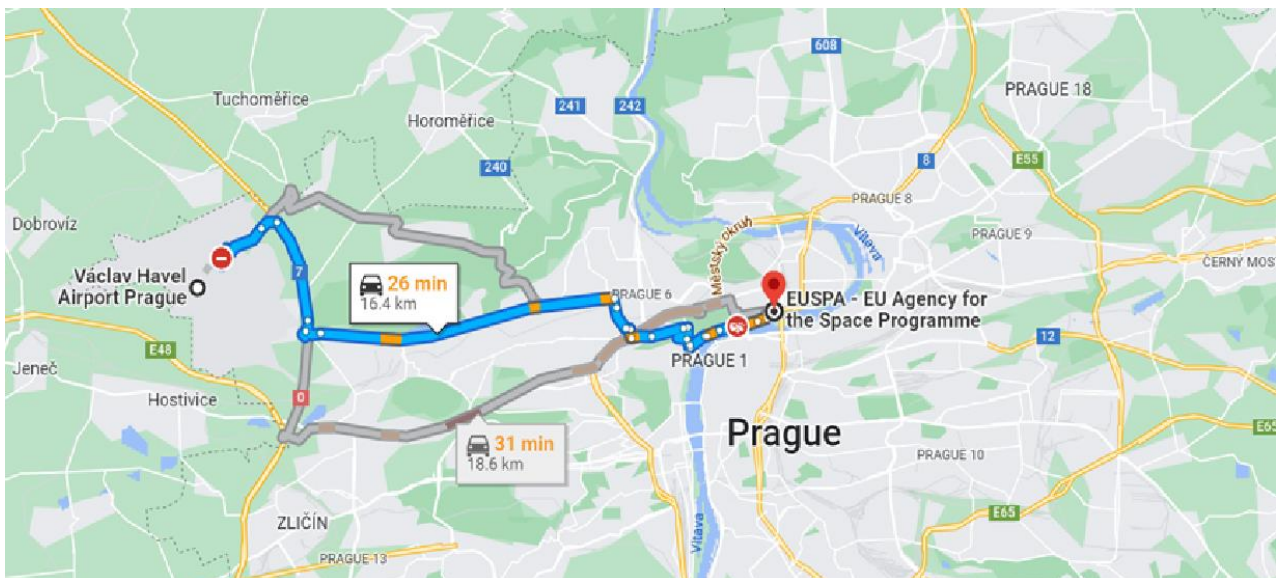 608
PRAGUE 18
Tuchoměřice
241
242
Horoměřice
E55
8
240
PRAGUE 8
Dobrovíz
Městský okruh
Vltava
PRAGUE 9
ČERNÝ MOS
Václav Havel
Airport Prague
7
26 min
16.4 km
PRAGUE 6
EUSPA - EU Agency for
the Space Programme
E48
12
PRAGUE 1
Jeneč
Hostivice
0
Prague
31 min
18.6 km
E65
PRAGUE 10
E65
ZLIČÍN
Vltava
PRAGUE 13